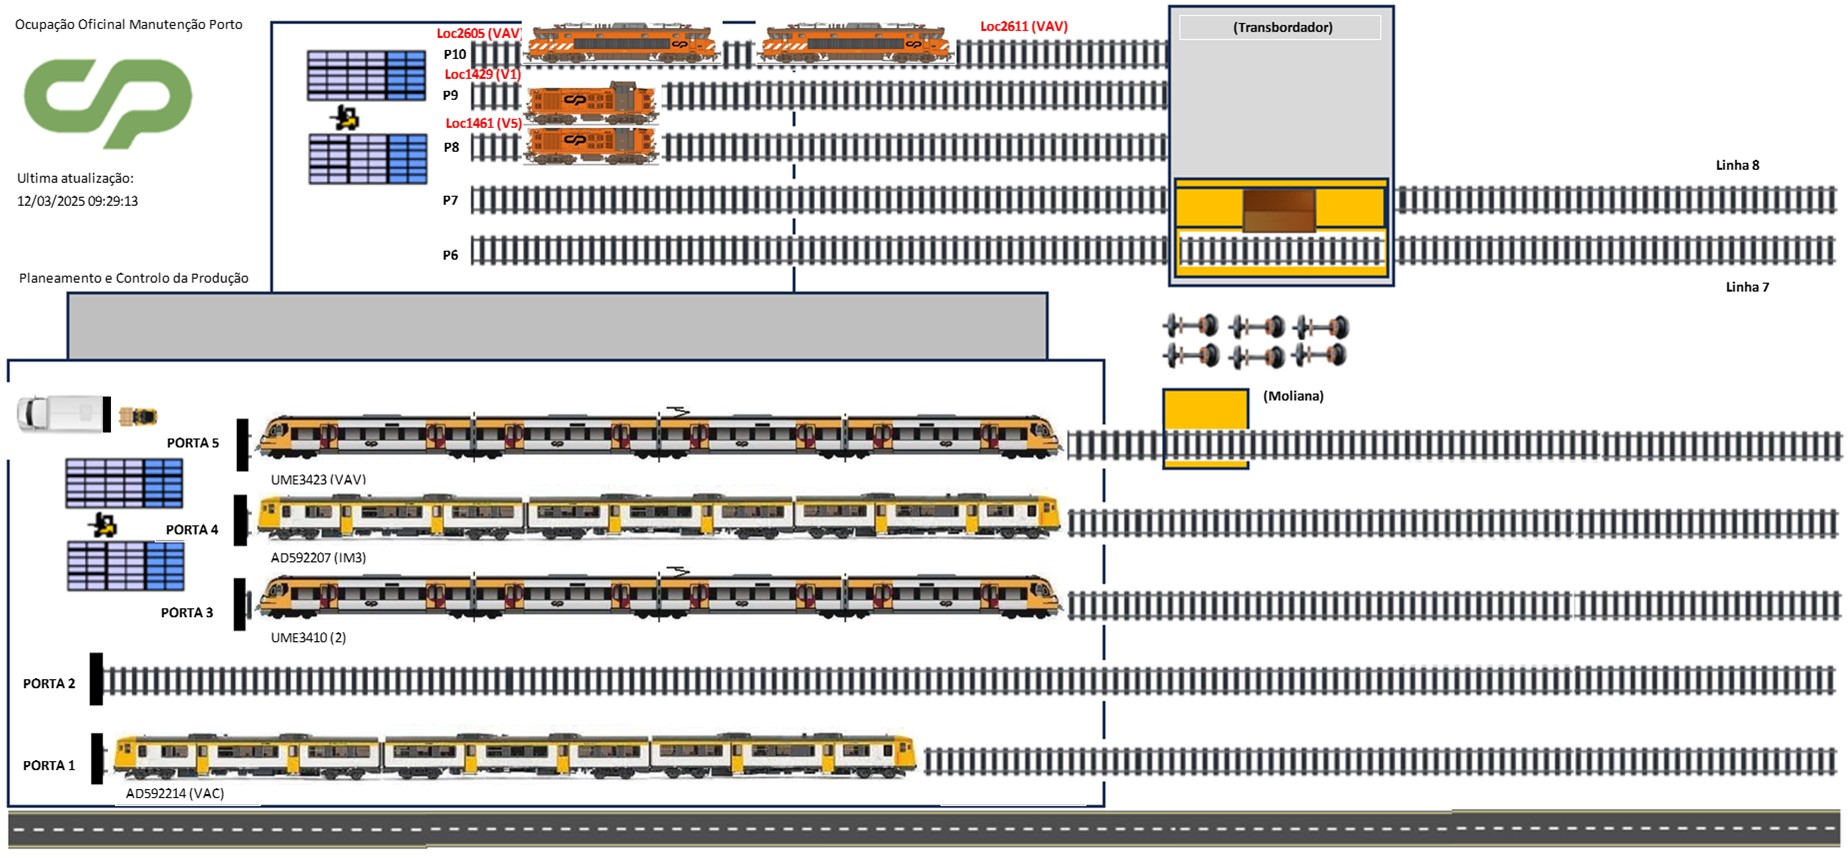 Ocupação Oficinal Manutenção Porto
CP
Ultima atualização:
12/03/2025 09:29:13
Planeamento e Controlo da Produção
Loc2605 (VAV)
Loc2611 (VAV)
P10
Loc1429 (V1)
P9
Loc1461 (V5)
P8
P7
P6
(Transbordador)
Linha 8
Linha 7
(Moliana)
PORTA 5
UME3423 (VAV)
PORTA 4
AD592207 (IM3)
PORTA 3
UME3410 (2)
PORTA 2
PORTA 1
AD592214 (VAC)